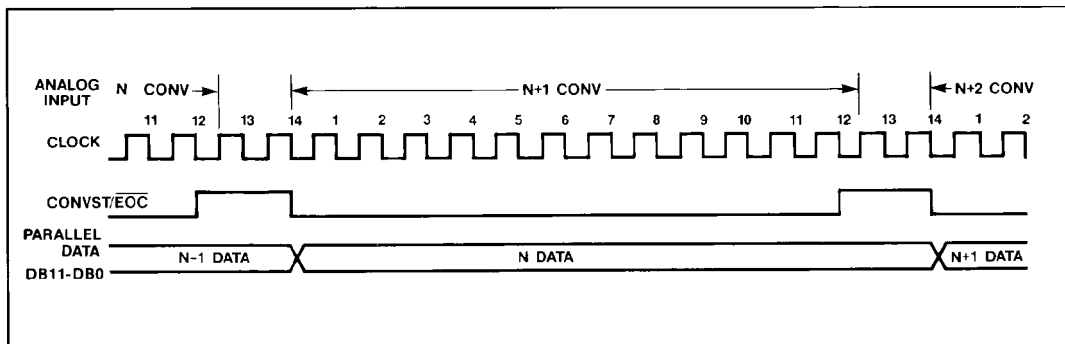 ANALOG INPUT
N CONV
N+1 CONV
N+2 CONV
11 12 13 14 1 2 3 4 5 6 7 8 9 10 11 12 13 14 1 2
CLOCK
CONVST/EOC
PARALLEL DATA
DB11-DB0
N-1 DATA
N DATA
N+1 DATA